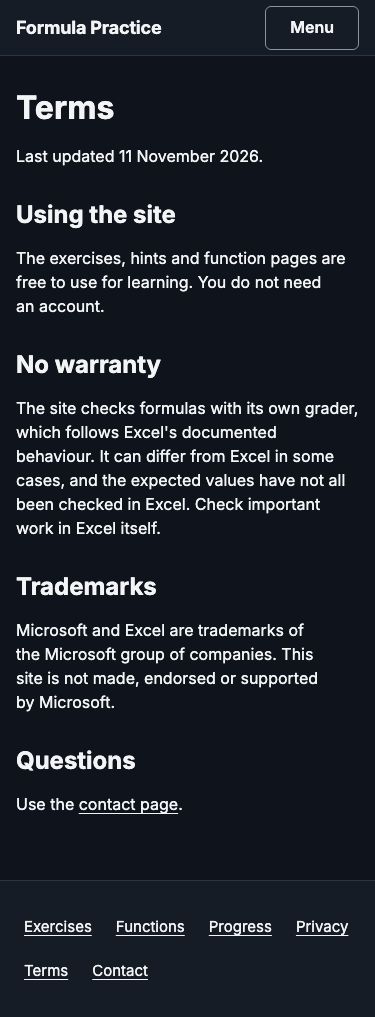 Formula Practice
Menu
Terms
Last updated 11 November 2026.
Using the site
The exercises, hints and function pages are
free to use for learning. You do not need
an account.
No warranty
The site checks formulas with its own grader,
which follows Excel's documented
behaviour. It can differ from Excel in some
cases, and the expected values have not all
been checked in Excel. Check important
work in Excel itself.
Trademarks
Microsoft and Excel are trademarks of
the Microsoft group of companies. This
site is not made, endorsed or supported
by Microsoft.
Questions
Use the contact page.
Exercises Functions Progress Privacy
Terms Contact